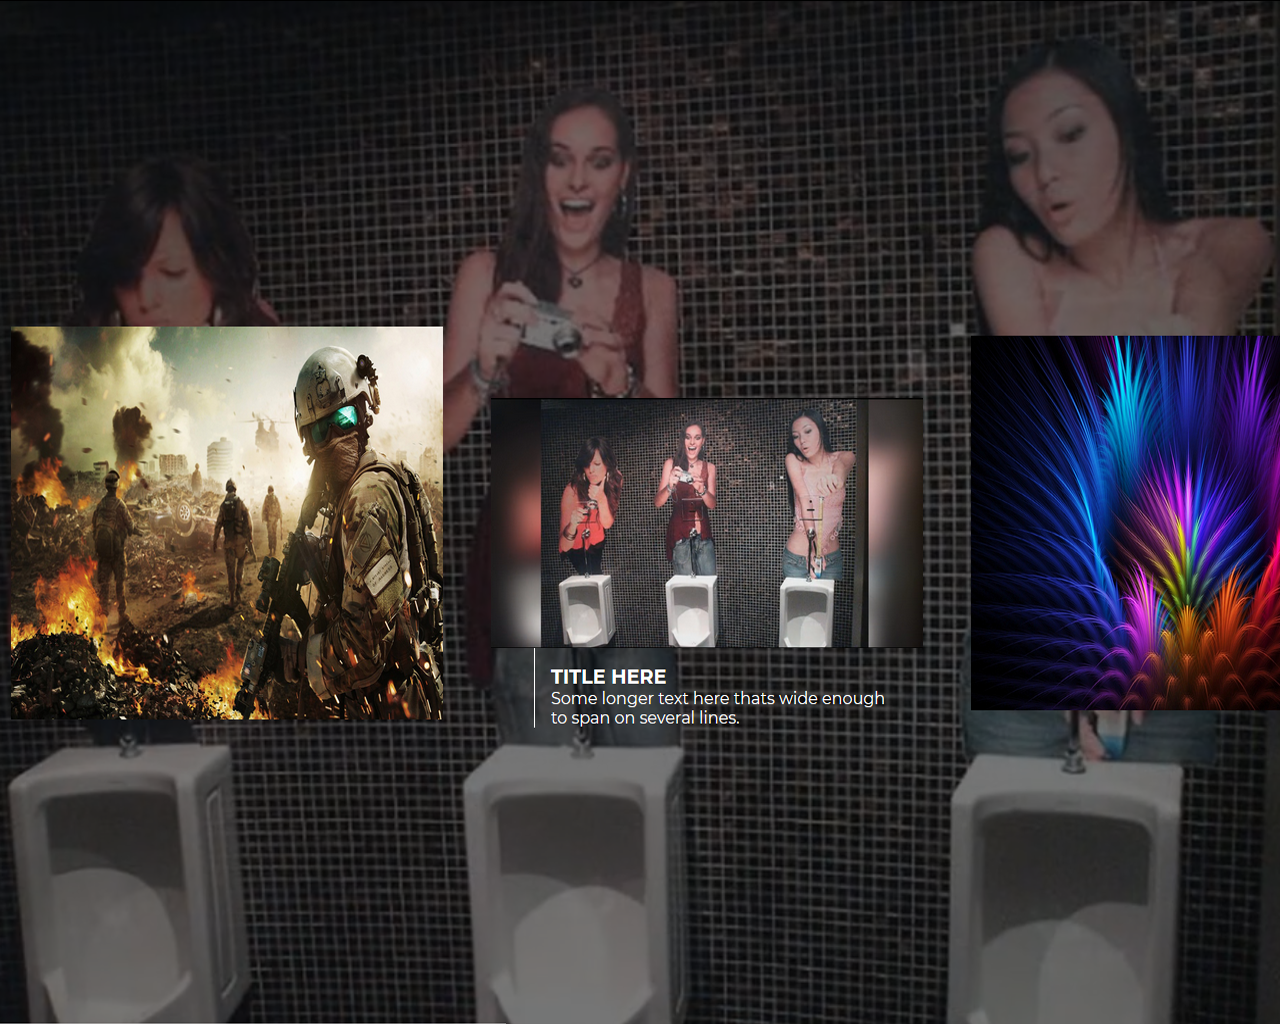 TITLE HERE
Some longer text here thats wide enough
to span on several lines.